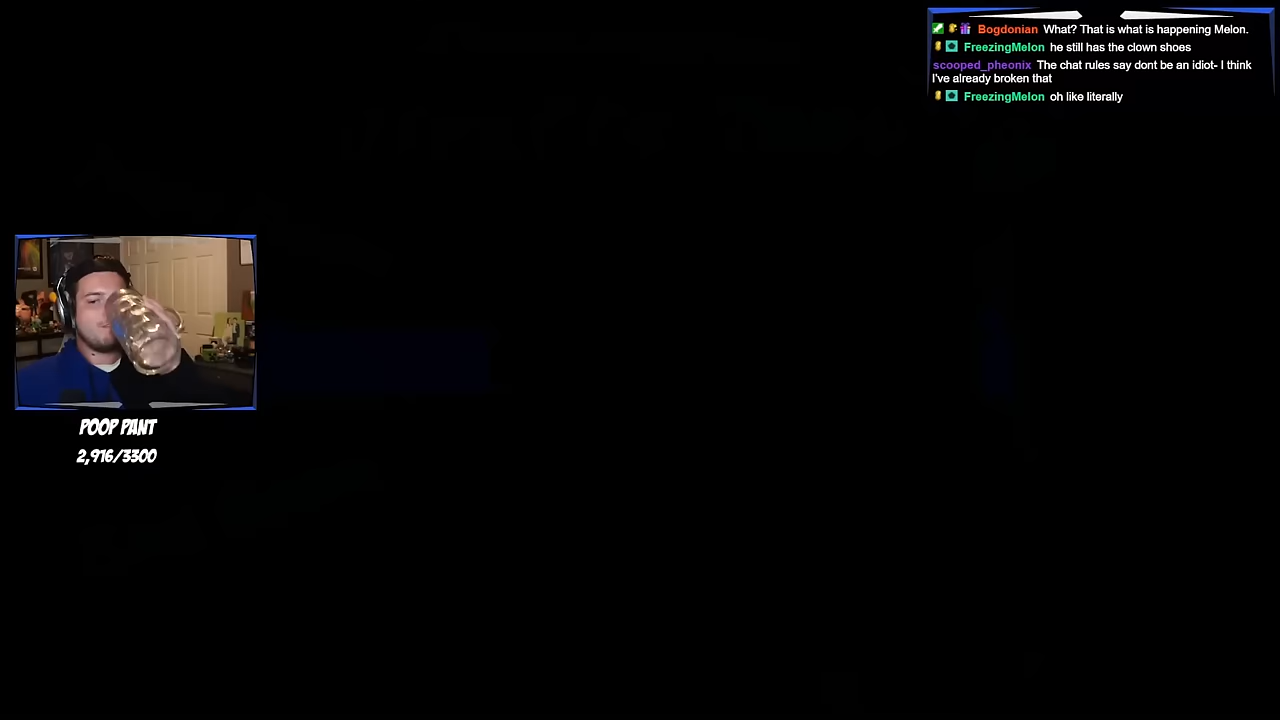 Bogdonian What? That is what is happening Melon.
FreezingMelon he still has the clown shoes
scooped_pheonix The chat rules say dont be an idiot- I think
I've already broken that
FreezingMelon oh like literally
POOP PANT
2,916/3300